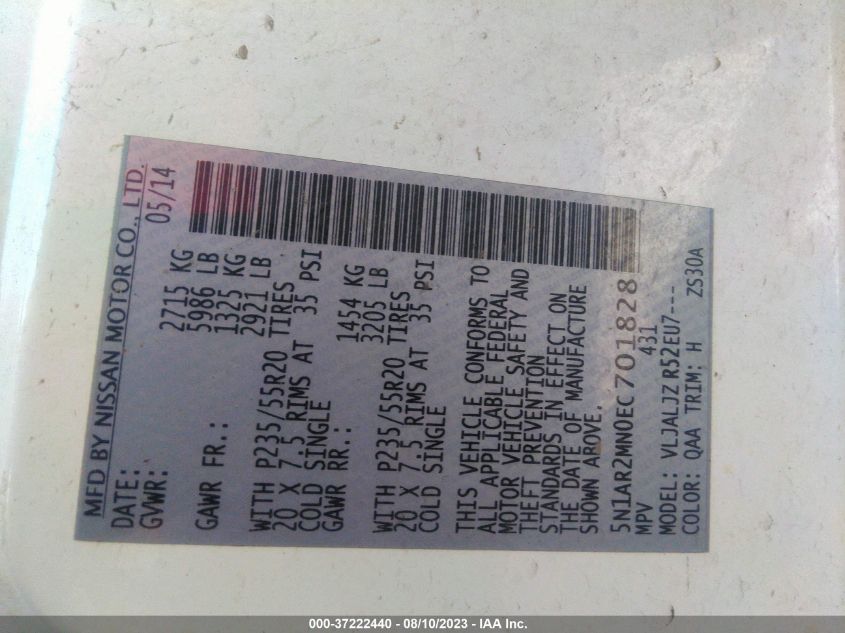 MFD BY NISSAN MOTOR CO., LTD.
DATE: 05/14
GVWR: 2715 KG
5986 LB
GAWR FR.: 1325 KG
2921 LB
WITH P235/55R20 TIRES
20 X 7.5 RIMS AT 35 PSI
COLD SINGLE
GAWR RR.: 1454 KG
3205 LB
WITH P235/55R20 TIRES
20 X 7.5 RIMS AT 35 PSI
COLD SINGLE
THIS VEHICLE CONFORMS TO
ALL APPLICABLE FEDERAL
MOTOR VEHICLE SAFETY AND
THEFT PREVENTION
STANDARDS IN EFFECT ON
THE DATE OF MANUFACTURE
SHOWN ABOVE.
5N1AR2MN0EC701828
MPV 431
MODEL: VLJALJZ R52EU7---
COLOR: QAA TRIM: H ZS30A
000-37222440 - 08/10/2023 - IAA Inc.